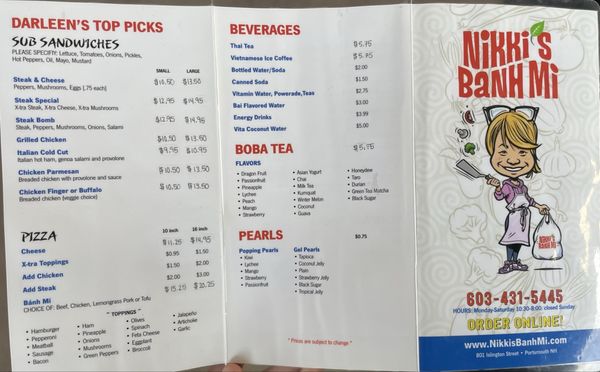 DARLEEN'S TOP PICKS
SUB SANDWICHES
PLEASE SPECIFIY: Lettuce, Tomatoes, Onions, Pickles,
Hot Peppers, Oil, Mayo, Mustard
SMALL LARGE
Steak & Cheese $10.50 $13.50
Peppers, Mushrooms, Eggs (.75 each)
Steak Special $12.95 $14.95
X-tra Steak, X-tra Cheese, X-tra Mushrooms
Steak Bomb $12.95 $14.95
Steak, Peppers, Mushrooms, Onions, Salami
Grilled Chicken $10.50 $13.50
Italian Cold Cut $9.95 $10.95
Italian hot ham, genoa salami and provolone
Chicken Parmesan $10.50 $13.50
Breaded chicken with provolone and sauce
Chicken Finger or Buffalo $10.50 $13.50
Breaded chicken (veggie choice)
PIZZA
10 inch 16 inch
Cheese $11.25 $14.95
X-tra Toppings $0.95 $1.50
Add Chicken $1.50 $2.00
Add Steak $2.00 $3.00
Bánh Mì $15.25 $20.25
CHOICE OF: Beef, Chicken, Lemongrass Pork or Tofu
"TOPPINGS"
• Hamburger
• Pepperoni
• Meatball
• Sausage
• Bacon
• Ham
• Pineapple
• Onions
• Mushrooms
• Green Peppers
• Olives
• Spinach
• Feta Cheese
• Eggplant
• Broccoli
• Jalapeño
• Artichoke
• Garlic
BEVERAGES
Thai Tea $5.75
Vietnamese Ice Coffee $5.75
Bottled Water/Soda $2.00
Canned Soda $1.50
Vitamin Water, Powerade,Teas $2.75
Bai Flavored Water $3.00
Energy Drinks $3.99
Vita Coconut Water $5.00
BOBA TEA $5.75
FLAVORS
• Dragon Fruit
• Passionfruit
• Pineapple
• Lychee
• Peach
• Mango
• Strawberry
• Asian Yogurt
• Chai
• Milk Tea
• Kumquat
• Winter Melon
• Coconut
• Guava
• Honeydew
• Taro
• Durian
• Green Tea Matcha
• Black Sugar
PEARLS $0.75
Popping Pearls
• Kiwi
• Lychee
• Mango
• Strawberry
• Passionfruit
Gel Pearls
• Tapioca
• Coconut Jelly
• Plain
• Strawberry Jelly
• Black Sugar
• Tropical Jelly
* Prices are subject to change *
Nikki's
Banh Mi
NIKKI'S
BANH MI
603-431-5445
HOURS: Monday-Saturday 10:30-8:00: closed Sunday
ORDER ONLINE!
www.NikkisBanhMi.com
801 Islington Street • Portsmouth NH